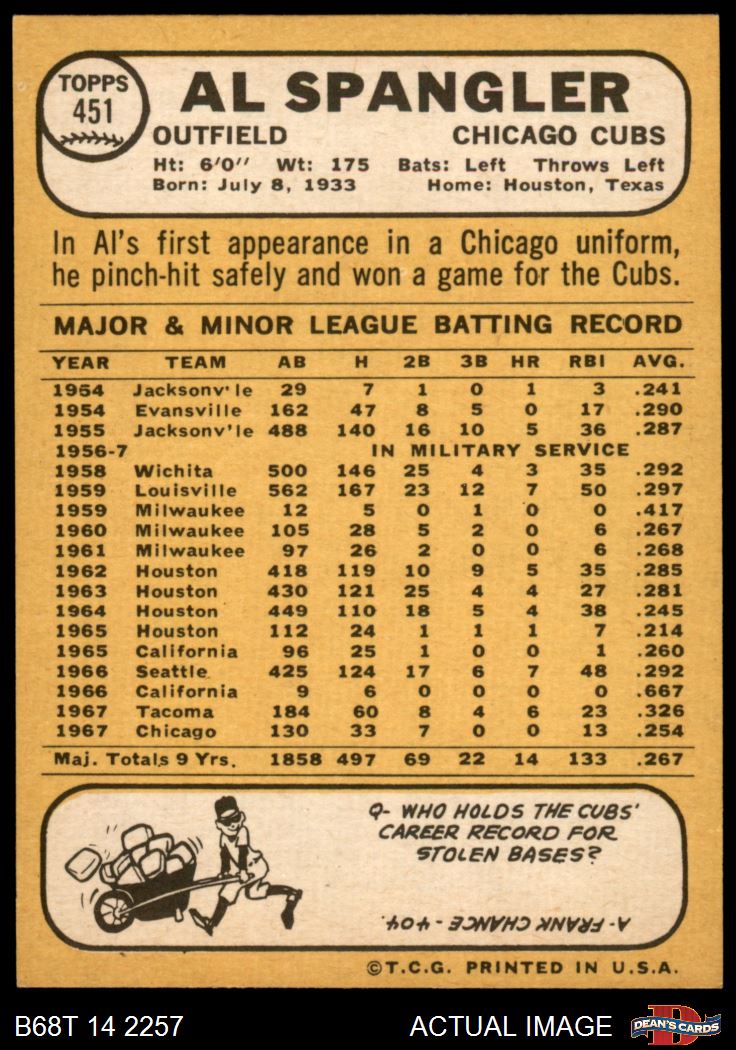 TOPPS
451
AL SPANGLER
OUTFIELD CHICAGO CUBS
Ht: 6'0" Wt: 175 Bats: Left Throws Left
Born: July 8, 1933 Home: Houston, Texas
In Al's first appearance in a Chicago uniform,
he pinch-hit safely and won a game for the Cubs.
MAJOR & MINOR LEAGUE BATTING RECORD
YEAR TEAM AB H 2B 3B HR RBI AVG.
1954 Jacksonv'le 29 7 1 0 1 3 .241
1954 Evansville 162 47 8 5 0 17 .290
1955 Jacksonv'le 488 140 16 10 5 36 .287
1956-7 IN MILITARY SERVICE
1958 Wichita 500 146 25 4 3 35 .292
1959 Louisville 562 167 23 12 7 50 .297
1959 Milwaukee 12 5 0 1 0 0 .417
1960 Milwaukee 105 28 5 2 0 6 .267
1961 Milwaukee 97 26 2 0 0 6 .268
1962 Houston 418 119 10 9 5 35 .285
1963 Houston 430 121 25 4 4 27 .281
1964 Houston 449 110 18 5 4 38 .245
1965 Houston 112 24 1 1 1 7 .214
1965 California 96 25 1 0 0 1 .260
1966 Seattle 425 124 17 6 7 48 .292
1966 California 9 6 0 0 0 0 .667
1967 Tacoma 184 60 8 4 6 23 .326
1967 Chicago 130 33 7 0 0 13 .254
Maj. Totals 9 Yrs. 1858 497 69 22 14 133 .267
Q- WHO HOLDS THE CUBS'
CAREER RECORD FOR
STOLEN BASES?
A- FRANK CHANCE - 404.
©T.C.G. PRINTED IN U.S.A.
B68T 14 2257 ACTUAL IMAGE DEAN'S CARDS